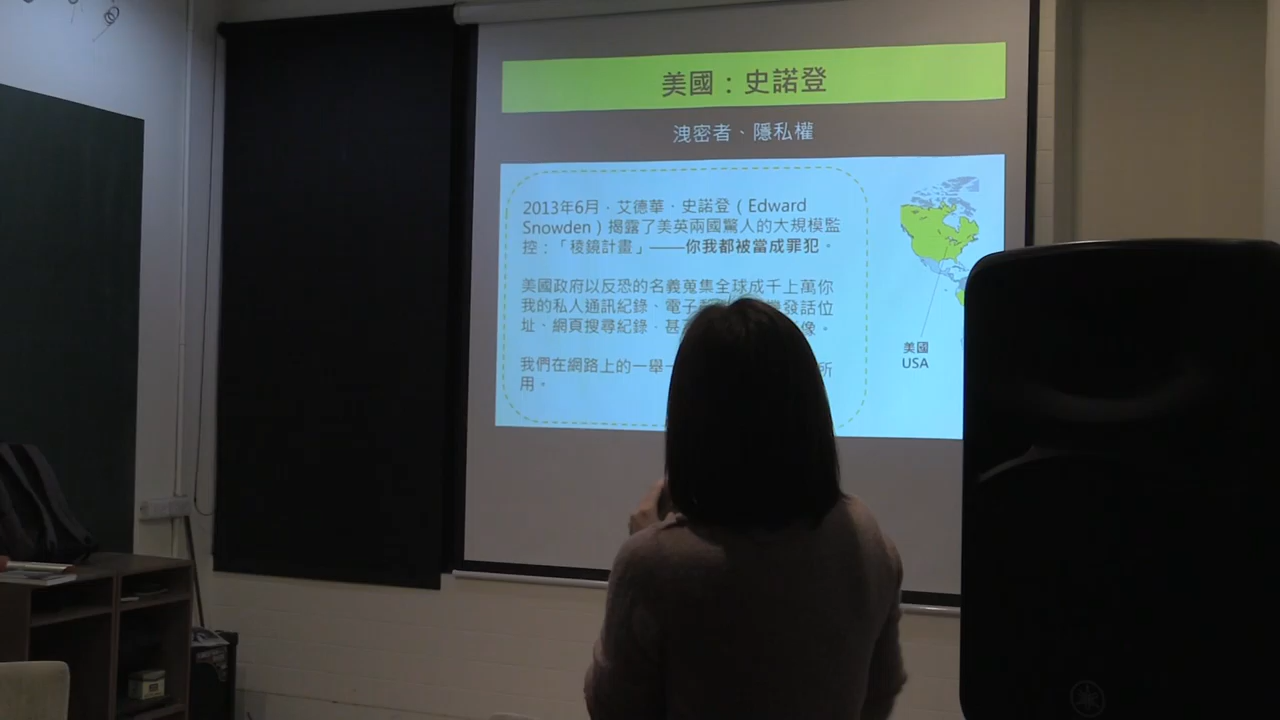 美國：史諾登
洩密者、隱私權
2013年6月，艾德華．史諾登（Edward
Snowden）揭露了美英兩國驚人的大規模監
控：「稜鏡計畫」——你我都被當成罪犯。
美國政府以反恐的名義蒐集全球成千上萬你
我的私人通訊紀錄、電子 發話位
址、網頁搜尋紀錄，甚 像。
我們在網路上的一舉 所
用。
美國
USA